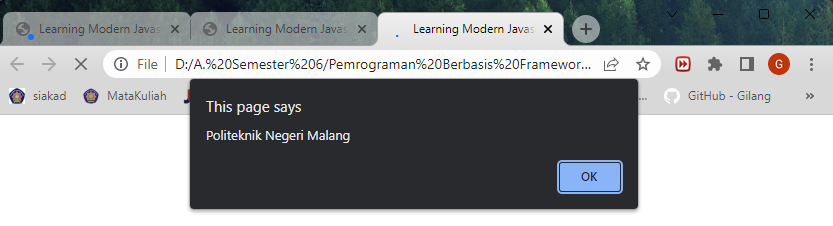 Learning Modern Javas
Learning Modern Javas
Learning Modern Javas
File D:/A.%20Semester%206/Pemrograman%20Berbasis%20Framewor...
G
siakad MataKuliah ... GitHub - Gilang »
This page says
Politeknik Negeri Malang
OK